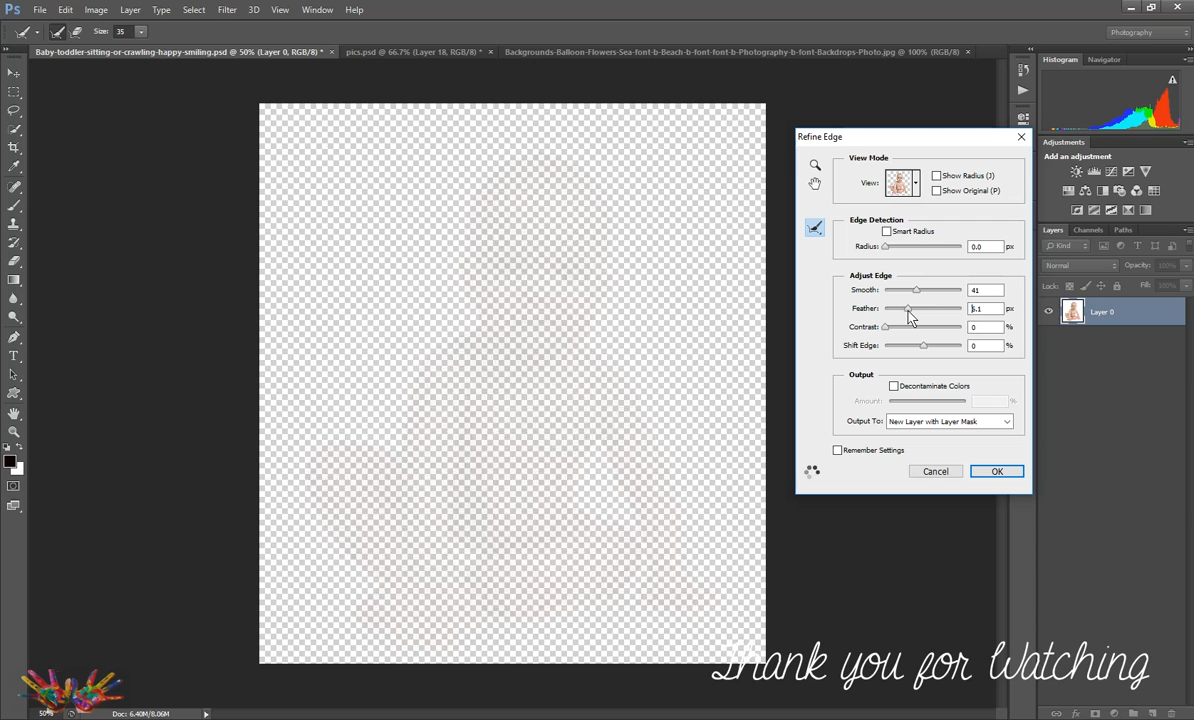 Ps File Edit Image Layer Type Select Filter 3D View Window Help
Size: 35 Photography
Baby-toddler-sitting-or-crawling-happy-smiling.psd @ 50% (Layer 0, RGB/8) * × pics.psd @ 66.7% (Layer 18, RGB/8) * × Backgrounds-Balloon-Flowers-Sea-font-b-Beach-b-font-font-b-Photography-b-font-Backdrops-Photo.jpg @ 100% (RGB/8) ×
Histogram Navigator
Refine Edge
View Mode
View: Show Radius (J)
Show Original (P)
Edge Detection
Smart Radius
Radius: 0.0 px
Adjust Edge
Smooth: 41
Feather: px
Contrast: 0 %
Shift Edge: 0 %
Output
Decontaminate Colors
Amount: %
Output To: New Layer with Layer Mask
Remember Settings
Cancel OK
Adjustments
Add an adjustment
Layers Channels Paths
Kind
Normal Opacity: 100%
Lock: Fill: 100%
Layer 0
Thank you for Watching
50% Doc: 6.40M/8.06M